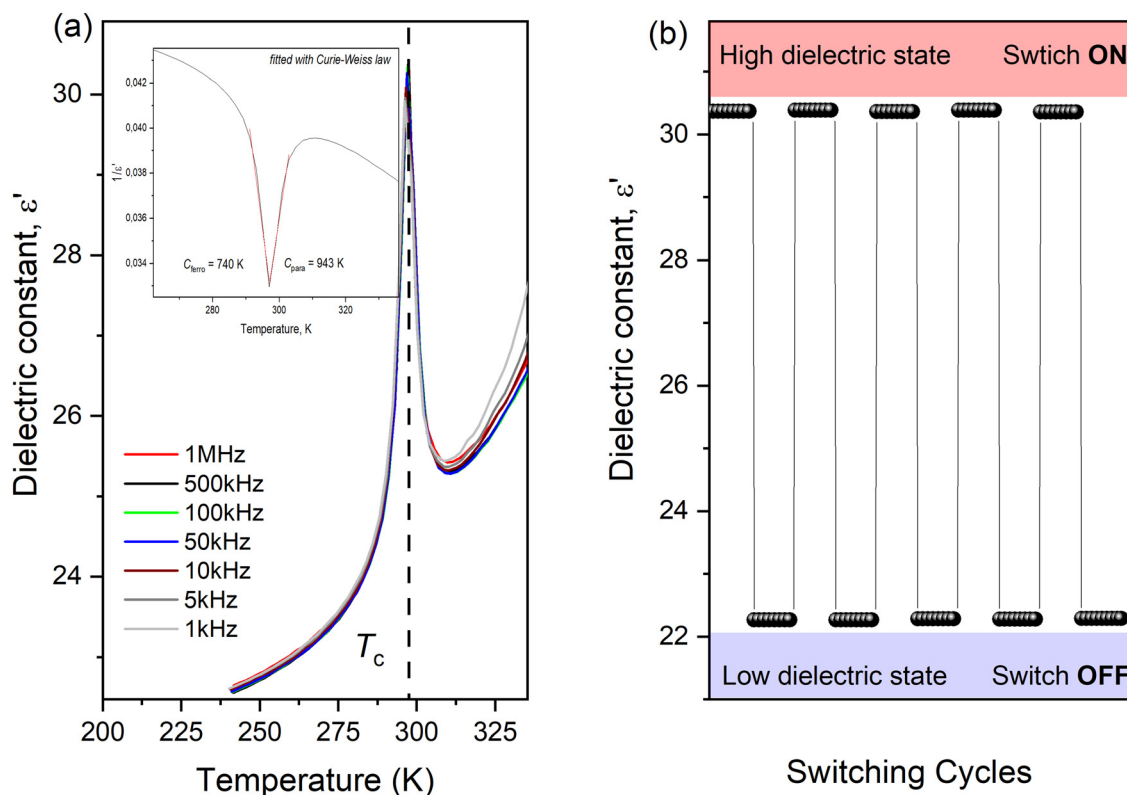 (a)
fitted with Curie-Weiss law
0,042
0,040
0,038
0,036
0,034
1/ε'
C_ferro = 740 K
C_para = 943 K
280
300
320
Temperature, K
30
28
26
24
Dielectric constant, ε'
1MHz
500kHz
100kHz
50kHz
10kHz
5kHz
1kHz
T_c
200
225
250
275
300
325
Temperature (K)
(b)
High dielectric state Swtich ON
30
28
26
24
22
Dielectric constant, ε'
Low dielectric state Switch OFF
Switching Cycles